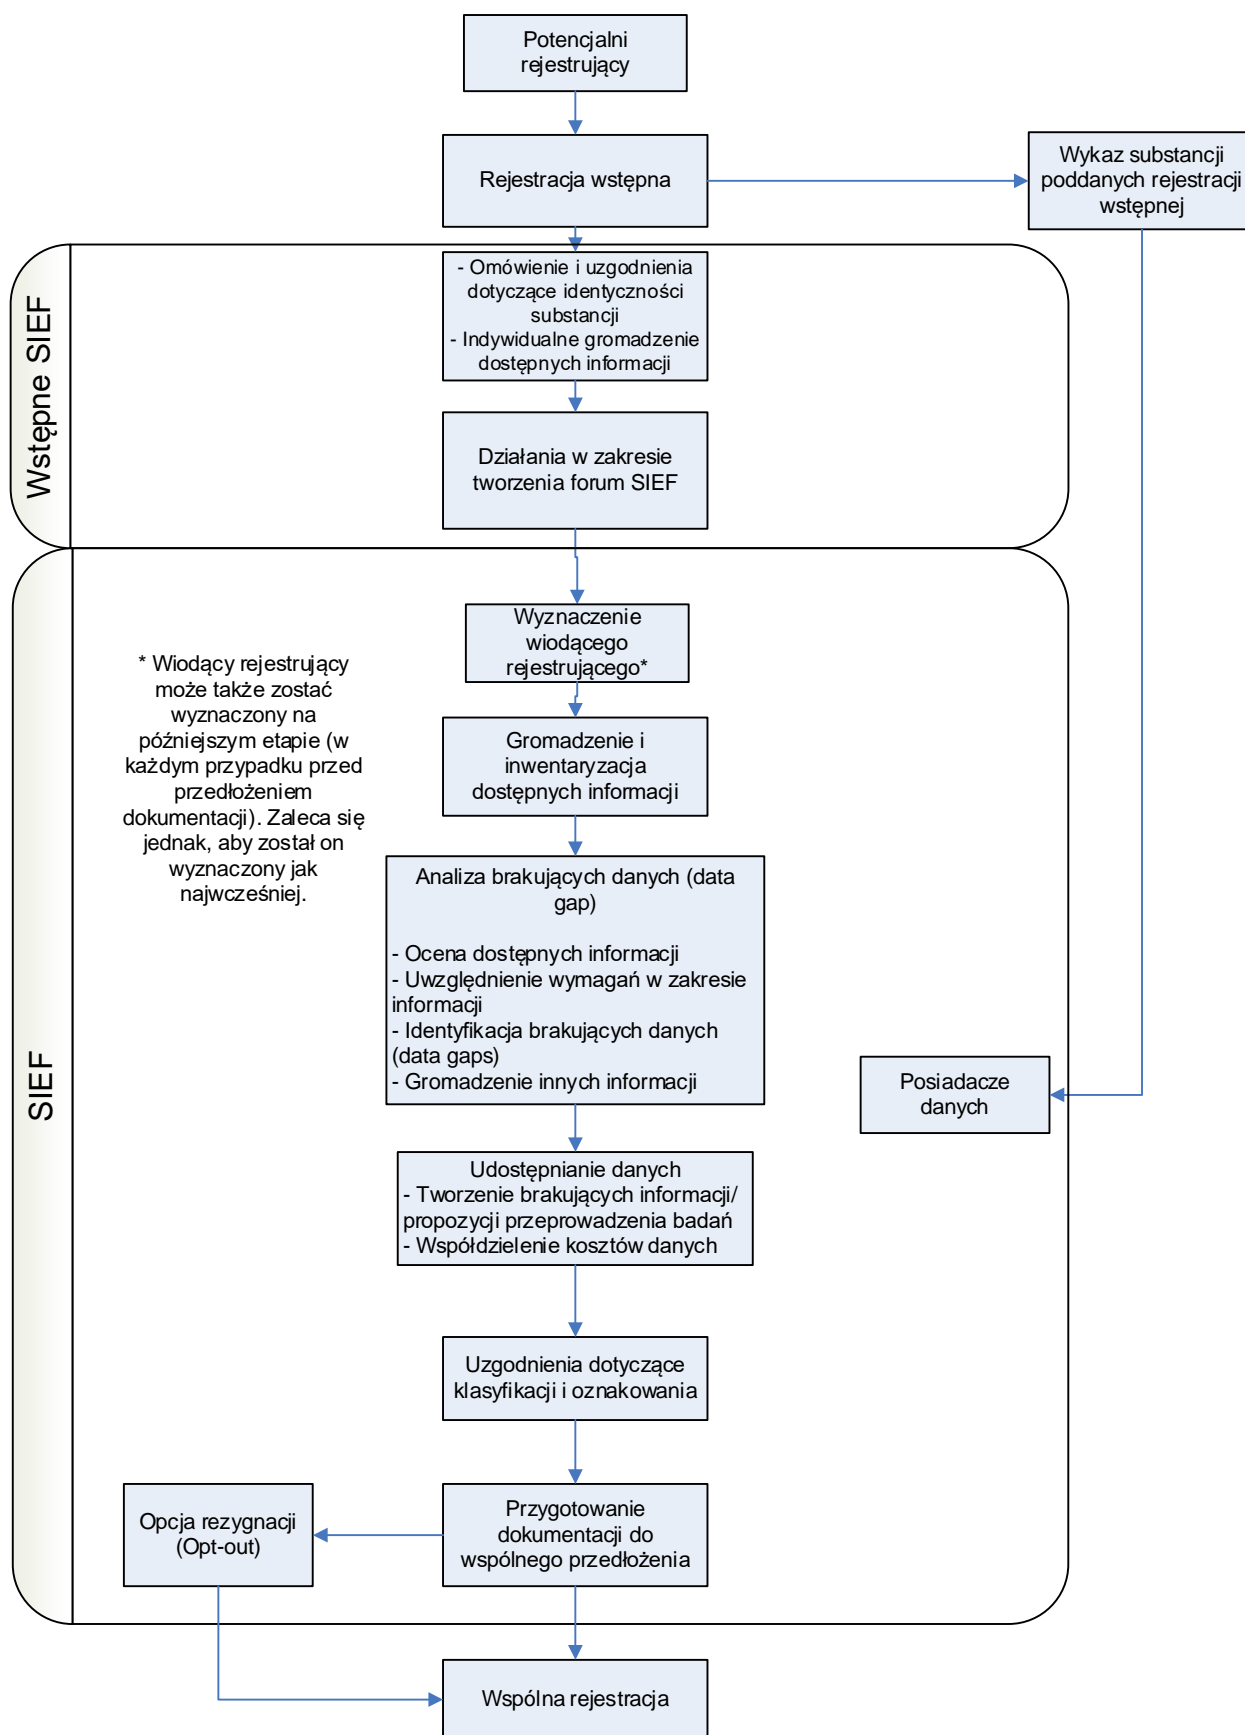 Potencjalni
rejestrujący
Rejestracja wstępna
Wykaz substancji
poddanych rejestracji
wstępnej
Wstępne SIEF
- Omówienie i uzgodnienia
dotyczące identyczności
substancji
- Indywidualne gromadzenie
dostępnych informacji
Działania w zakresie
tworzenia forum SIEF
SIEF
Wyznaczenie
wiodącego
rejestrującego*
* Wiodący rejestrujący
może także zostać
wyznaczony na
późniejszym etapie (w
każdym przypadku przed
przedłożeniem
dokumentacji). Zaleca się
jednak, aby został on
wyznaczony jak
najwcześniej.
Gromadzenie i
inwentaryzacja
dostępnych informacji
Analiza brakujących danych (data
gap)
- Ocena dostępnych informacji
- Uwzględnienie wymagań w zakresie
informacji
- Identyfikacja brakujących danych
(data gaps)
- Gromadzenie innych informacji
Posiadacze
danych
Udostępnianie danych
- Tworzenie brakujących informacji/
propozycji przeprowadzenia badań
- Współdzielenie kosztów danych
Uzgodnienia dotyczące
klasyfikacji i oznakowania
Przygotowanie
dokumentacji do
wspólnego przedłożenia
Opcja rezygnacji
(Opt-out)
Wspólna rejestracja